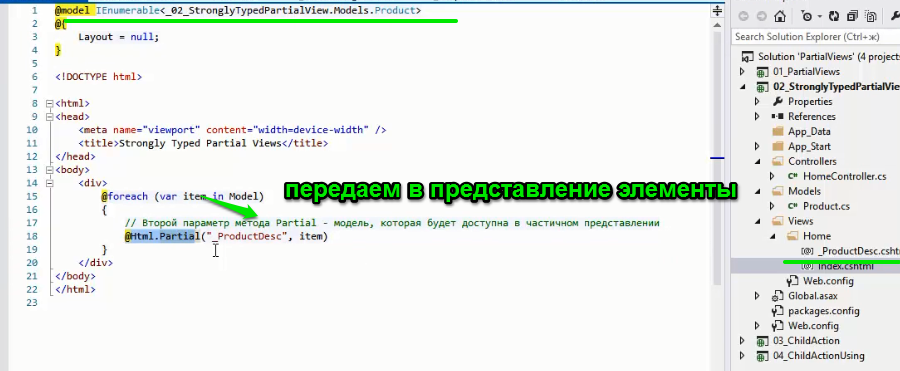 1 @model IEnumerable<_02_StronglyTypedPartialView.Models.Product>
2 @{
3 Layout = null;
4 }
5
6 <!DOCTYPE html>
7
8 <html>
9 <head>
10 <meta name="viewport" content="width=device-width" />
11 <title>Strongly Typed Partial Views</title>
12 </head>
13 <body>
14 <div>
15 @foreach (var item in Model)
передаем в представление элементы
16 {
17 // Второй параметр метода Partial - модель, которая будет доступна в частичном представлении
18 @Html.Partial("_ProductDesc", item)
19 }
20 </div>
21 </body>
22 </html>
23
Search Solution Explorer (Ctrl+ж)
Solution 'PartialViews' (4 projects
01_PartialViews
02_StronglyTypedPartialVie
Properties
References
App_Data
App_Start
Controllers
HomeController.cs
Models
Product.cs
Views
Home
_ProductDesc.csht
Index.cshtml
Web.config
Global.asax
packages.config
Web.config
03_ChildAction
04_ChildActionUsing